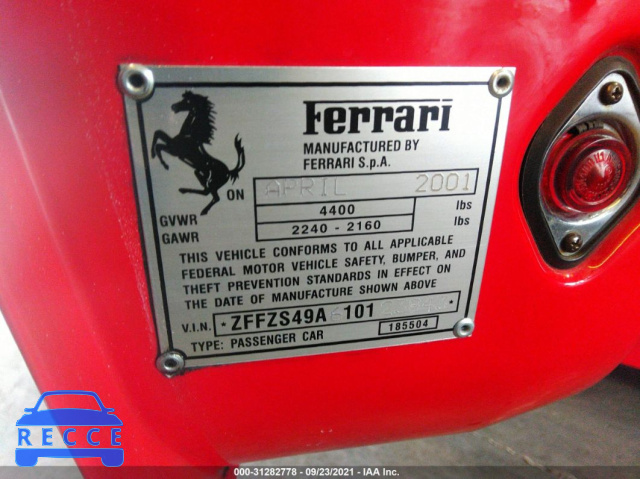 Ferrari
MANUFACTURED BY
FERRARI S.p.A.
ON APRIL 2001
GVWR 4400 lbs
GAWR 2240 - 2160 lbs
THIS VEHICLE CONFORMS TO ALL APPLICABLE
FEDERAL MOTOR VEHICLE SAFETY, BUMPER, AND
THEFT PREVENTION STANDARDS IN EFFECT ON
THE DATE OF MANUFACTURE SHOWN ABOVE
V.I.N. *ZFFZS49A 101
TYPE: PASSENGER CAR 185504
RECCE
000-31282778 - 09/23/2021 - IAA Inc.